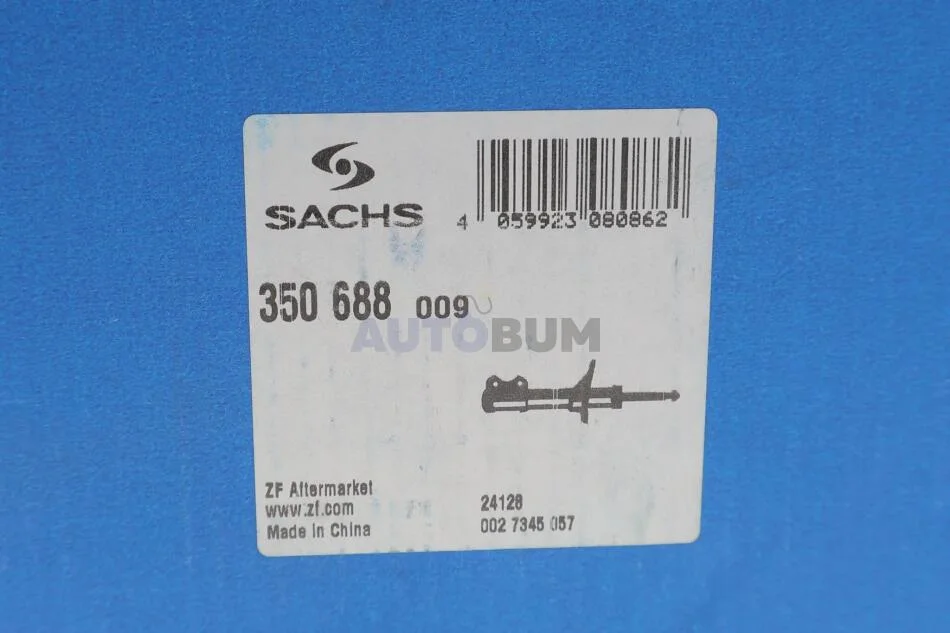 SACHS
4 059923 080862
350 688 009
AUTOBUM
ZF Aftermarket
www.zf.com
Made in China
24128
002 7345 057